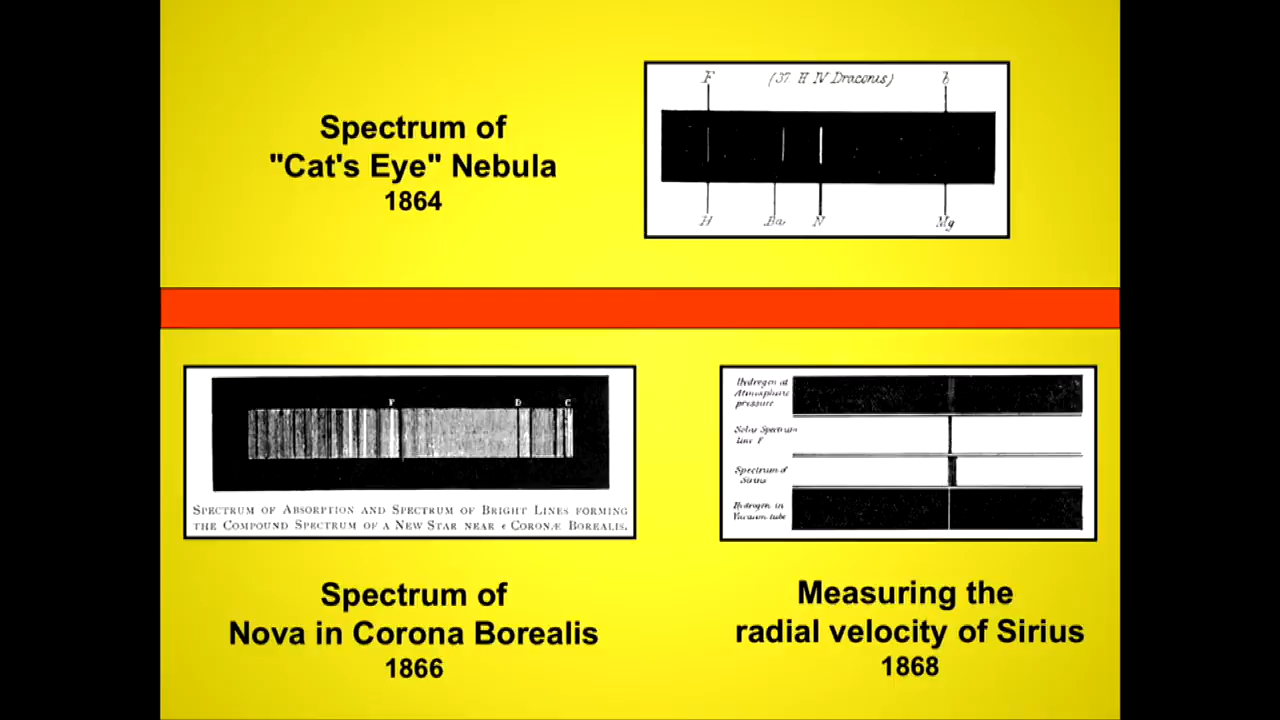 Spectrum of
"Cat's Eye" Nebula
1864
F (37 H IV Draconis) b
H Ba N Mg
F D C
SPECTRUM OF ABSORPTION AND SPECTRUM OF BRIGHT LINES FORMING
THE COMPOUND SPECTRUM OF A NEW STAR NEAR ε CORONÆ BOREALIS.
Spectrum of
Nova in Corona Borealis
1866
Hydrogen at
Atmosphere
pressure
Solar Spectrum
line F
Spectrum of
Sirius
Hydrogen in
Vacuum tube
Measuring the
radial velocity of Sirius
1868